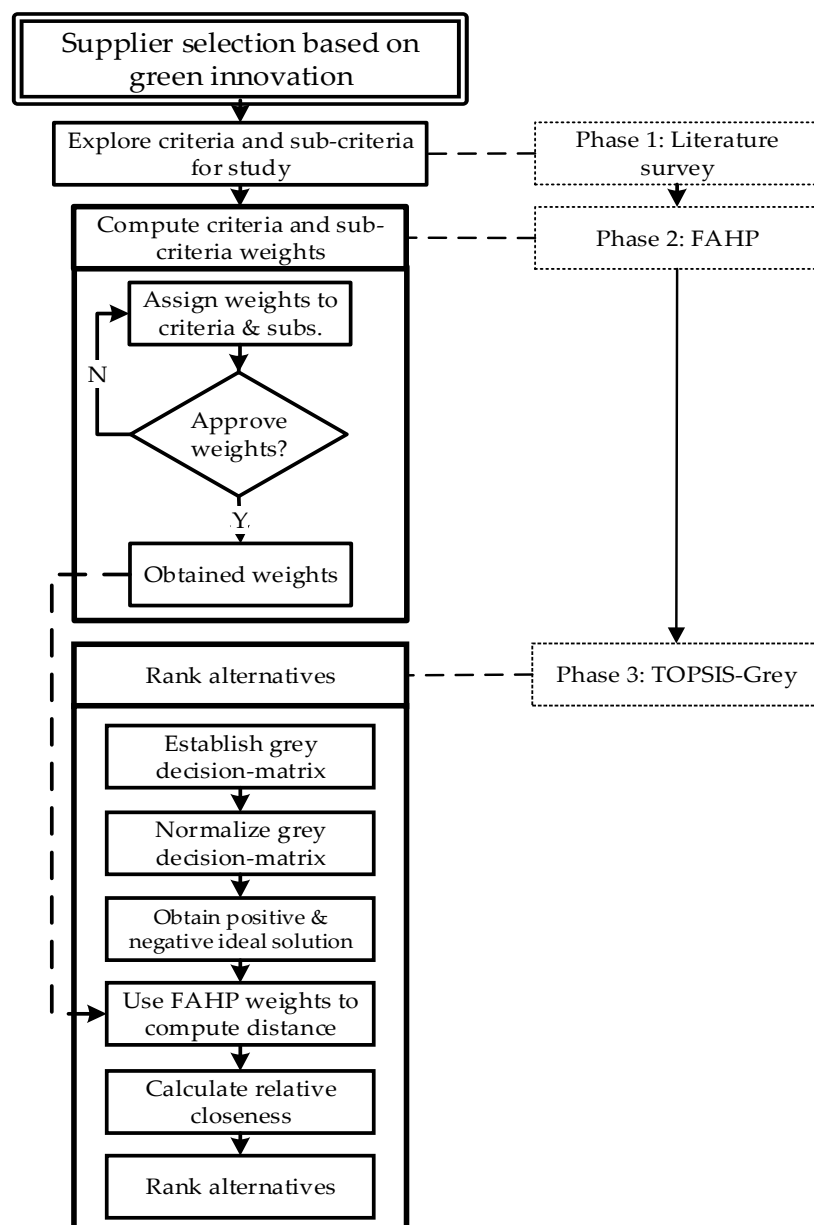 Supplier selection based on
green innovation
Explore criteria and sub-criteria
for study
Phase 1: Literature
survey
Compute criteria and sub-
criteria weights
Phase 2: FAHP
Assign weights to
criteria & subs.
N
Approve
weights?
Y
Obtained weights
Rank alternatives
Phase 3: TOPSIS-Grey
Establish grey
decision-matrix
Normalize grey
decision-matrix
Obtain positive &
negative ideal solution
Use FAHP weights to
compute distance
Calculate relative
closeness
Rank alternatives